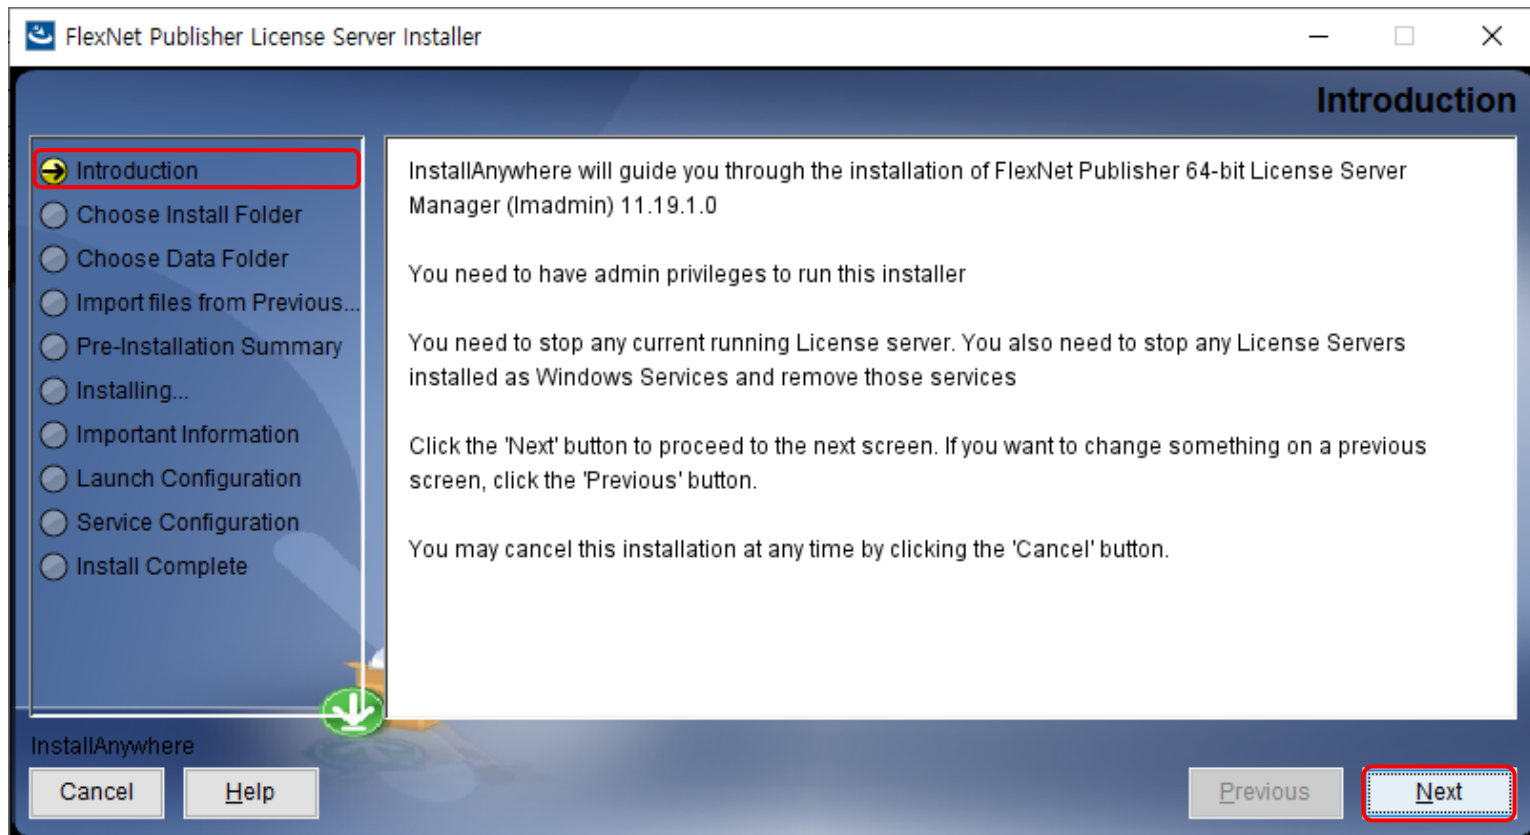 FlexNet Publisher License Server Installer
Introduction
Introduction
Choose Install Folder
Choose Data Folder
Import files from Previous...
Pre-Installation Summary
Installing...
Important Information
Launch Configuration
Service Configuration
Install Complete
InstallAnywhere will guide you through the installation of FlexNet Publisher 64-bit License Server
Manager (lmadmin) 11.19.1.0
You need to have admin privileges to run this installer
You need to stop any current running License server. You also need to stop any License Servers
installed as Windows Services and remove those services
Click the 'Next' button to proceed to the next screen. If you want to change something on a previous
screen, click the 'Previous' button.
You may cancel this installation at any time by clicking the 'Cancel' button.
InstallAnywhere
Cancel
Help
Previous
Next